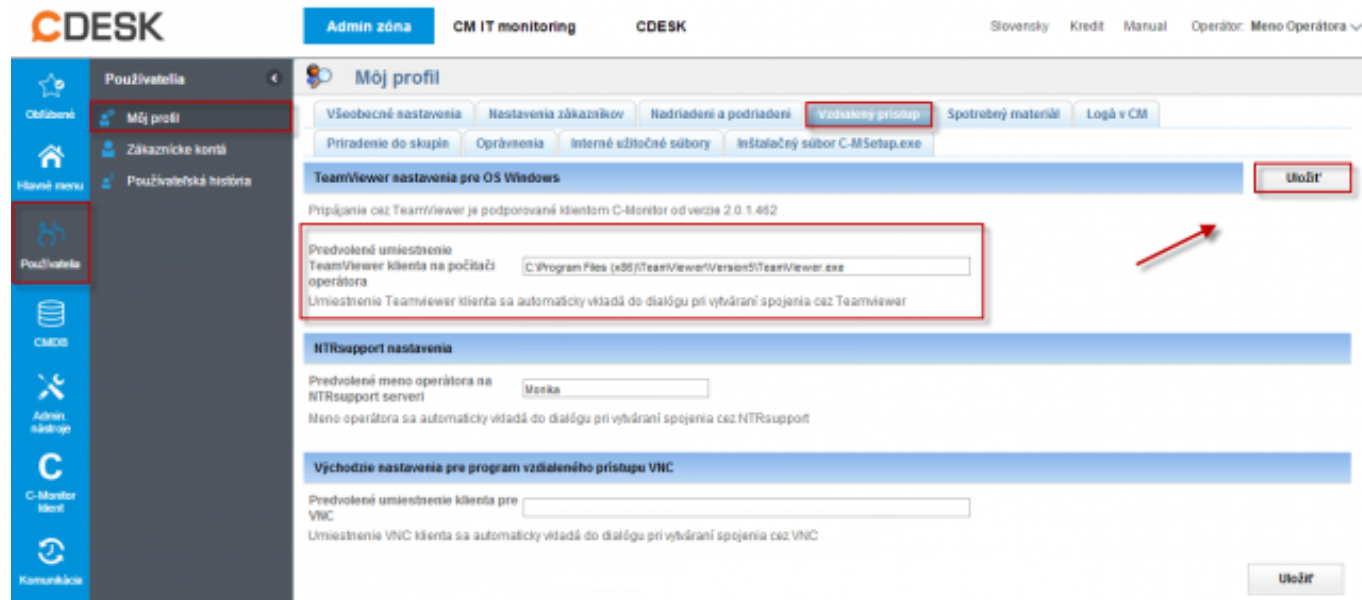 CDESK
Admin zóna
CM IT monitoring
CDESK
Slovensky
Kredit
Manual
Operátor: Meno Operátora
Obľúbené
Hlavné menu
Používatelia
CMDB
Admin. nástroje
C
C-Monitor klient
Komunikácia
Používatelia
Môj profil
Zákaznícke kontá
Používateľská história
Môj profil
Všeobecné nastavenia
Nastavenia zákazníkov
Nadriadení a podriadení
Vzdialený prístup
Spotrebný materiál
Logá v CM
Priradenie do skupín
Oprávnenia
Interné užitočné súbory
Inštalačný súbor C-MSetup.exe
TeamViewer nastavenia pre OS Windows
Uložiť
Pripájanie cez TeamViewer je podporované klientom C-Monitor od verzie 2.0.1.462
Predvolené umiestnenie
TeamViewer klienta na počítači
operátora
C:\Program Files (x86)\TeamViewer\Version5\TeamViewer.exe
Umiestnenie Teamviewer klienta sa automaticky vkladá do dialógu pri vytváraní spojenia cez Teamviewer
NTRsupport nastavenia
Predvolené meno operátora na
NTRsupport serveri
Monika
Meno operátora sa automaticky vkladá do dialógu pri vytváraní spojenia cez NTRsupport
Východzie nastavenia pre program vzdialeného prístupu VNC
Predvolené umiestnenie klienta pre
VNC
Umiestnenie VNC klienta sa automaticky vkladá do dialógu pri vytváraní spojenia cez VNC
Uložiť